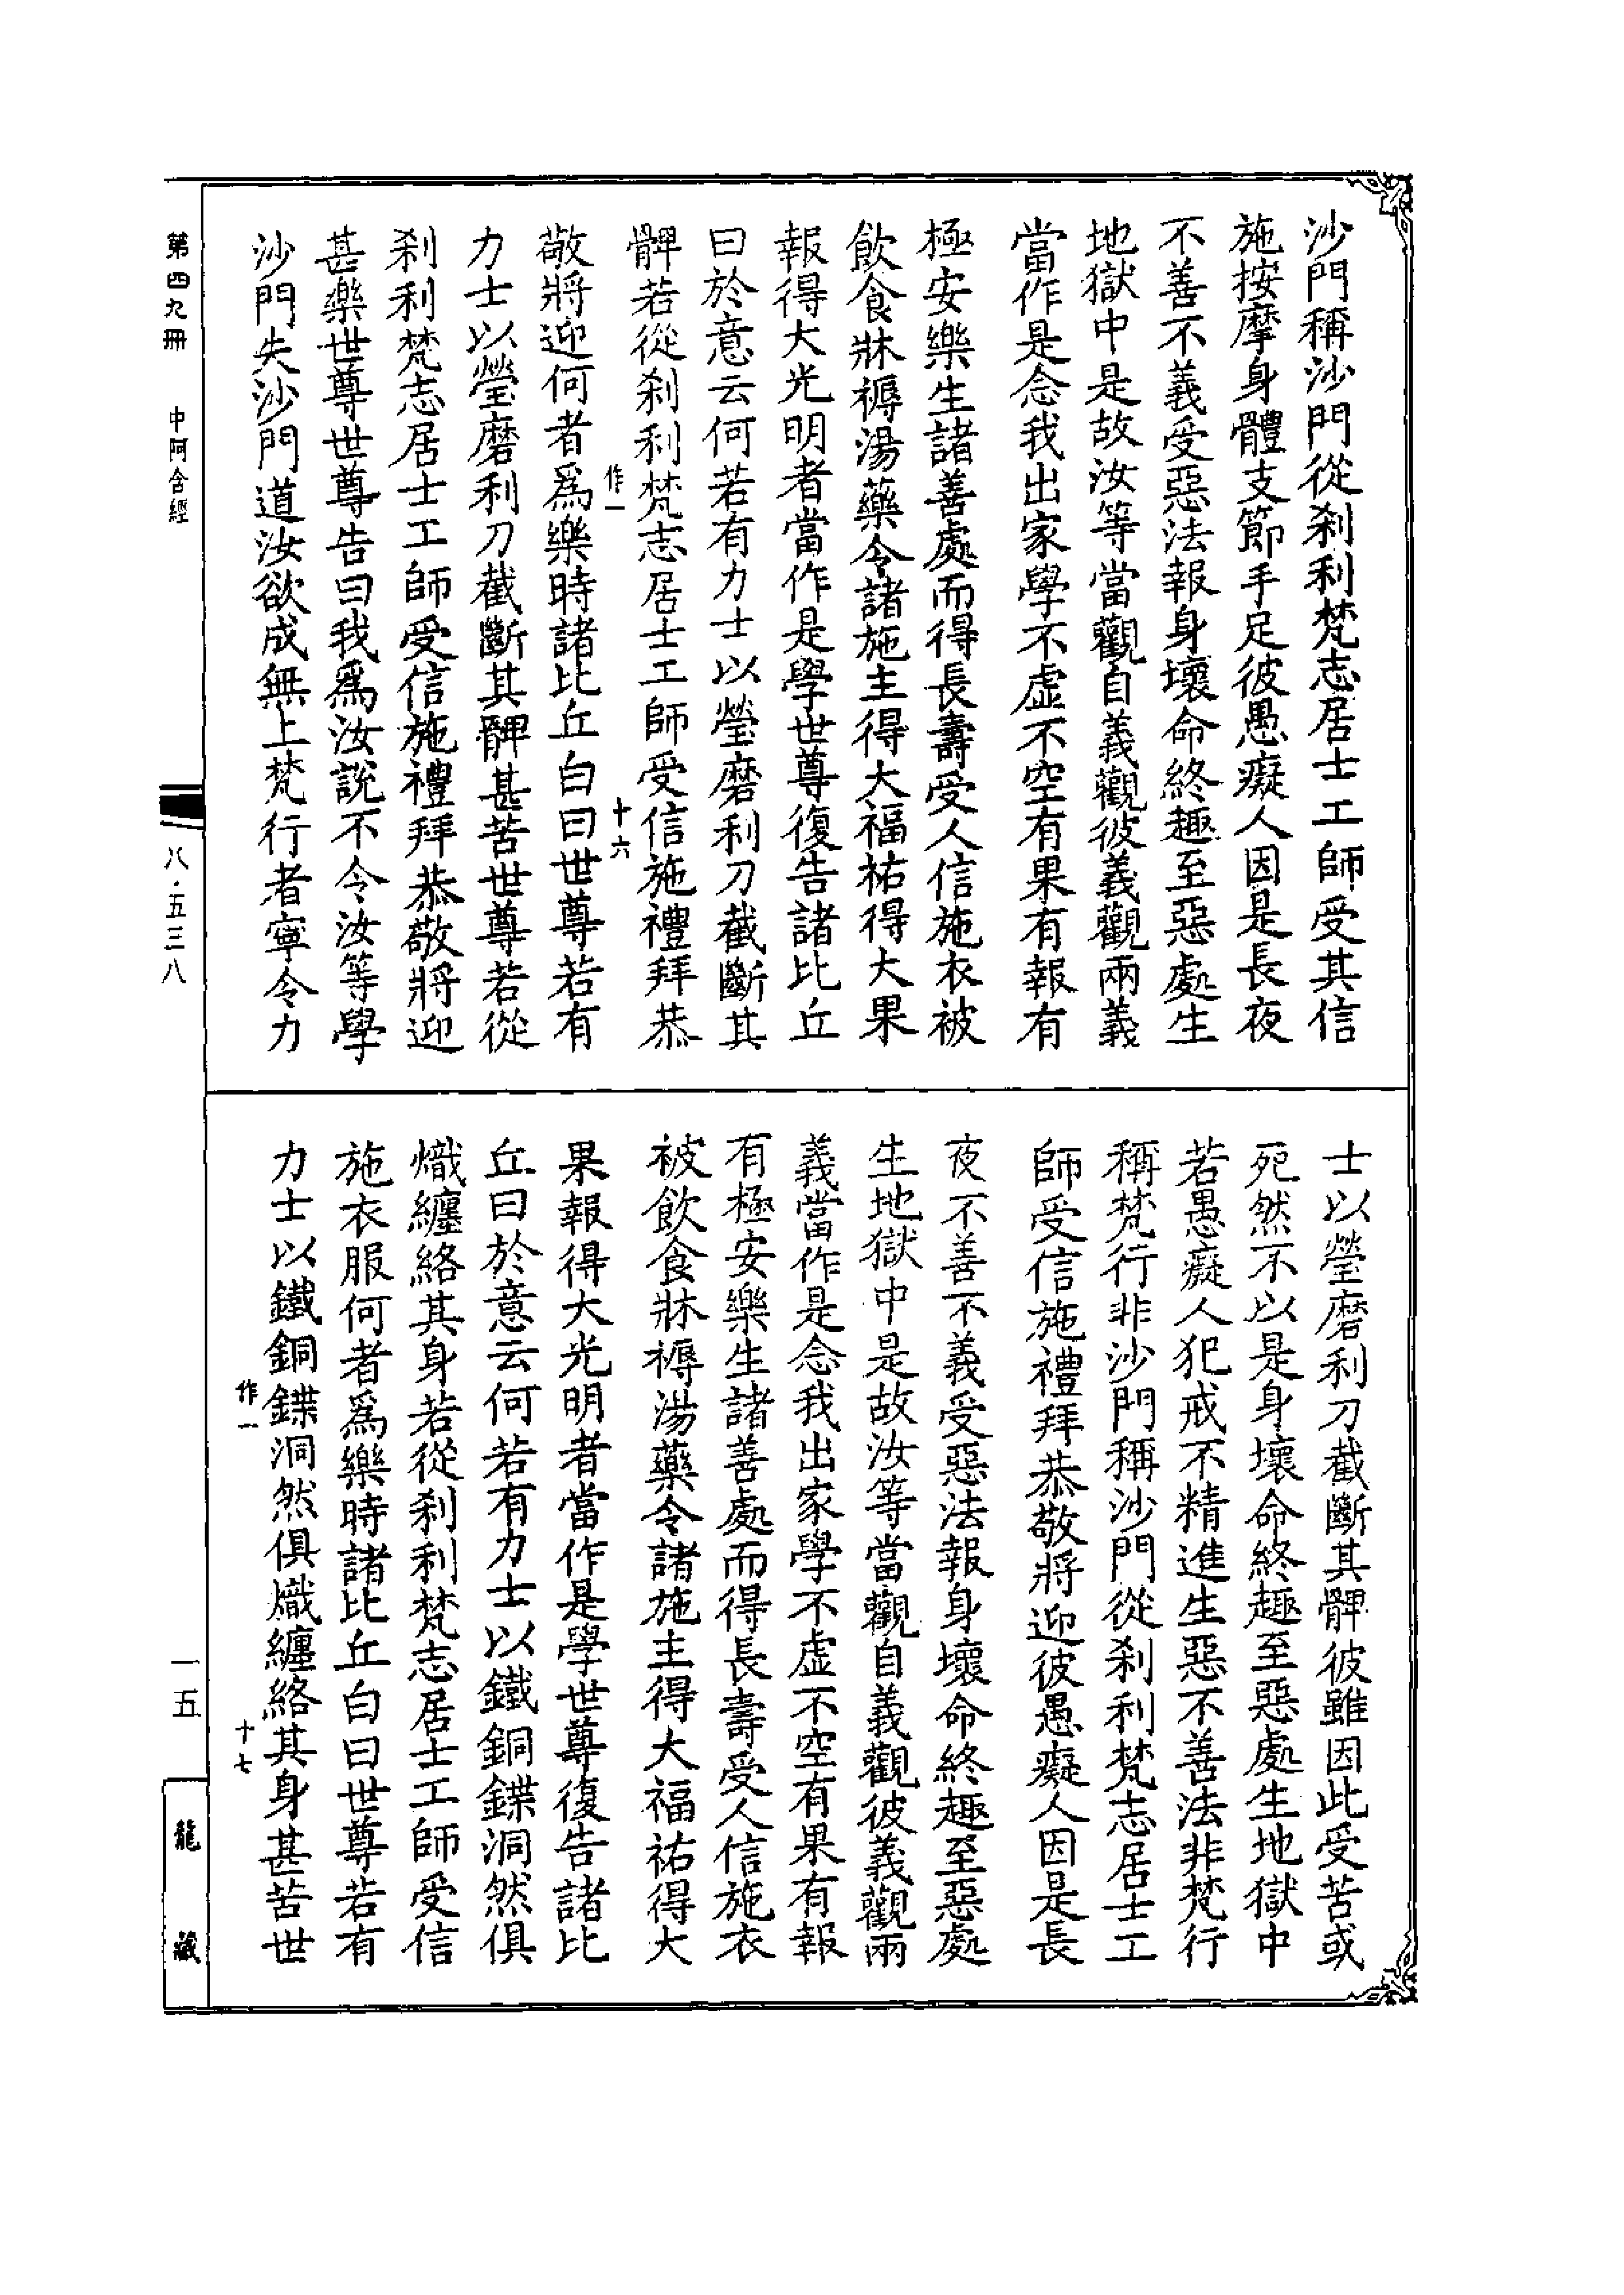 沙門稱沙門從剎利梵志居士工師受其信
施按摩身體支節手足彼愚癡人因是長夜
不善不義受惡法報身壞命終趣至惡處生
地獄中是故汝等當觀自義觀彼義觀兩義
當作是念我出家學不虛不空有果有報有
極安樂生諸善處而得長壽受人信施衣被
飲食牀褥湯藥令諸施主得大福祐得大果
報得大光明者當作是學世尊復告諸比丘
曰於意云何若有力士以瑩磨利刀截斷其
髀若從剎利梵志居士工師受信施禮拜恭
作一
十六
敬將迎何者爲樂時諸比丘白曰世尊若有
力士以瑩磨利刀截斷其髀甚苦世尊若從
剎利梵志居士工師受信施禮拜恭敬將迎
甚樂世尊世尊告曰我爲汝說不令汝等學
沙門失沙門道汝欲成無上梵行者寧令力
士以瑩磨利刀截斷其髀彼雖因此受苦或
死然不以是身壞命終趣至惡處生地獄中
若愚癡人犯戒不精進生惡不善法非梵行
稱梵行非沙門稱沙門從剎利梵志居士工
師受信施禮拜恭敬將迎彼愚癡人因是長
夜不善不義受惡法報身壞命終趣至惡處
生地獄中是故汝等當觀自義觀彼義觀兩
義當作是念我出家學不虛不空有果有報
有極安樂生諸善處而得長壽受人信施衣
被飲食牀褥湯藥令諸施主得大福祐得大
果報得大光明者當作是學世尊復告諸比
丘曰於意云何若有力士以鐵銅鍱洞然俱
熾纏絡其身若從剎利梵志居士工師受信
施衣服何者爲樂時諸比丘白曰世尊若有
力士以鐵銅鍱洞然俱熾纏絡其身甚苦世
作一
十七
第四九冊 中阿含經
八·五三八
一五
龍藏